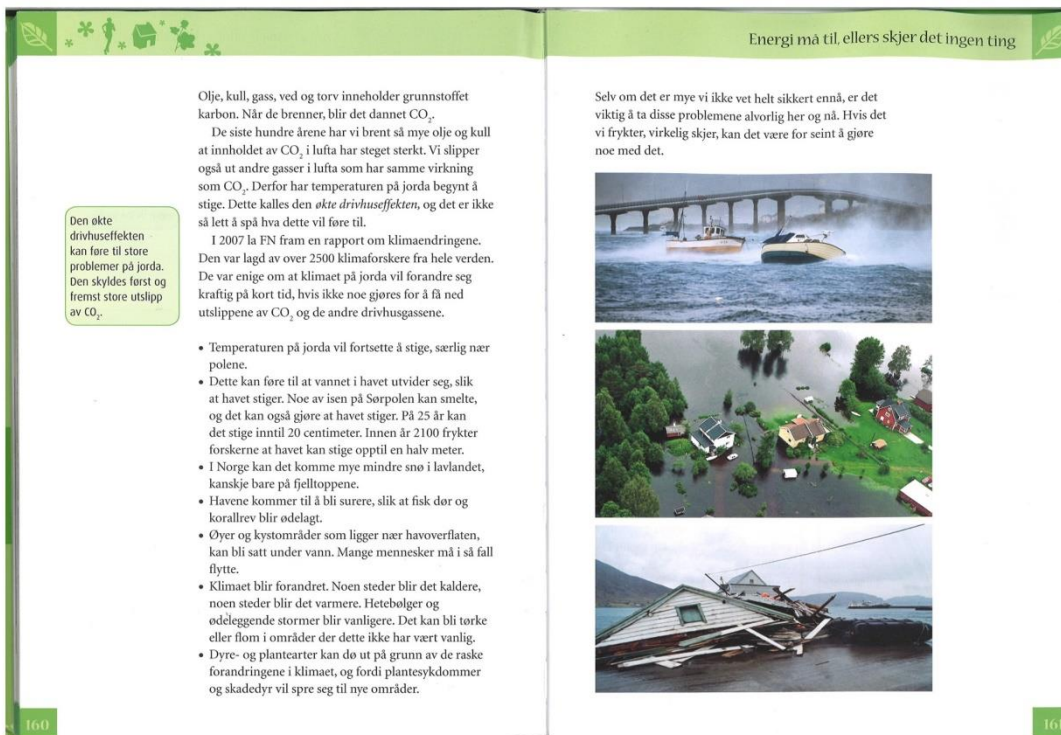 Energi må til, ellers skjer det ingen ting
Olje, kull, gass, ved og torv inneholder grunnstoffet
karbon. Når de brenner, blir det dannet CO₂.
De siste hundre årene har vi brent så mye olje og kull
at innholdet av CO₂ i lufta har steget sterkt. Vi slipper
også ut andre gasser i lufta som har samme virkning
som CO₂. Derfor har temperaturen på jorda begynt å
stige. Dette kalles den økte drivhuseffekten, og det er ikke
så lett å spå hva dette vil føre til.
I 2007 la FN fram en rapport om klimaendringene.
Den var lagd av over 2500 klimaforskere fra hele verden.
De var enige om at klimaet på jorda vil forandre seg
kraftig på kort tid, hvis ikke noe gjøres for å få ned
utslippene av CO₂ og de andre drivhusgassene.
Den økte
drivhuseffekten
kan føre til store
problemer på jorda.
Den skyldes først og
fremst store utslipp
av CO₂.
• Temperaturen på jorda vil fortsette å stige, særlig nær
polene.
• Dette kan føre til at vannet i havet utvider seg, slik
at havet stiger. Noe av isen på Sørpolen kan smelte,
og det kan også gjøre at havet stiger. På 25 år kan
det stige inntil 20 centimeter. Innen år 2100 frykter
forskerne at havet kan stige opptil en halv meter.
• I Norge kan det komme mye mindre snø i lavlandet,
kanskje bare på fjelltoppene.
• Havene kommer til å bli surere, slik at fisk dør og
korallrev blir ødelagt.
• Øyer og kystområder som ligger nær havoverflaten,
kan bli satt under vann. Mange mennesker må i så fall
flytte.
• Klimaet blir forandret. Noen steder blir det kaldere,
noen steder blir det varmere. Hetebølger og
ødeleggende stormer blir vanligere. Det kan bli tørke
eller flom i områder der dette ikke har vært vanlig.
• Dyre- og plantearter kan dø ut på grunn av de raske
forandringene i klimaet, og fordi plantesykdommer
og skadedyr vil spre seg til nye områder.
160
Selv om det er mye vi ikke vet helt sikkert ennå, er det
viktig å ta disse problemene alvorlig her og nå. Hvis det
vi frykter, virkelig skjer, kan det være for seint å gjøre
noe med det.
161